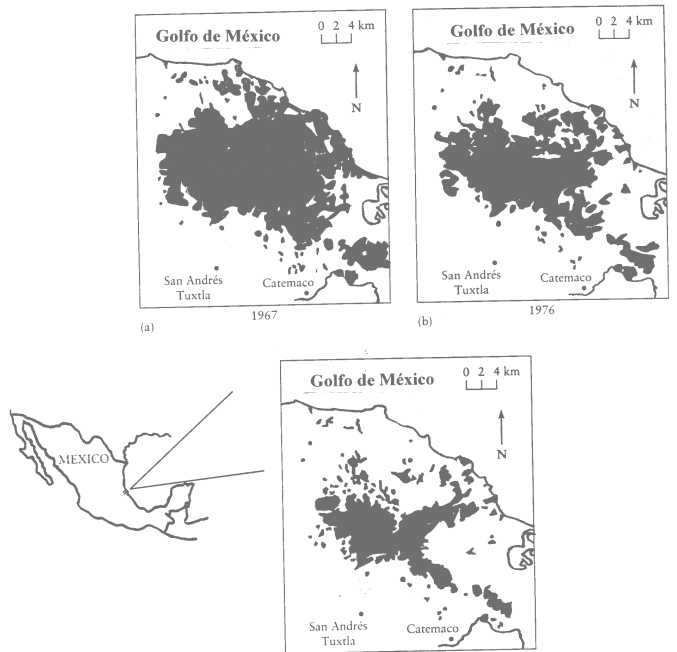 Golfo de México
0 2 4 km
N
San Andrés
Tuxtla
Catemaco
1967
(a)
Golfo de México
0 2 4 km
N
San Andrés
Tuxtla
Catemaco
1976
(b)
MEXICO
Golfo de México
0 2 4 km
N
San Andrés
Tuxtla
Catemaco